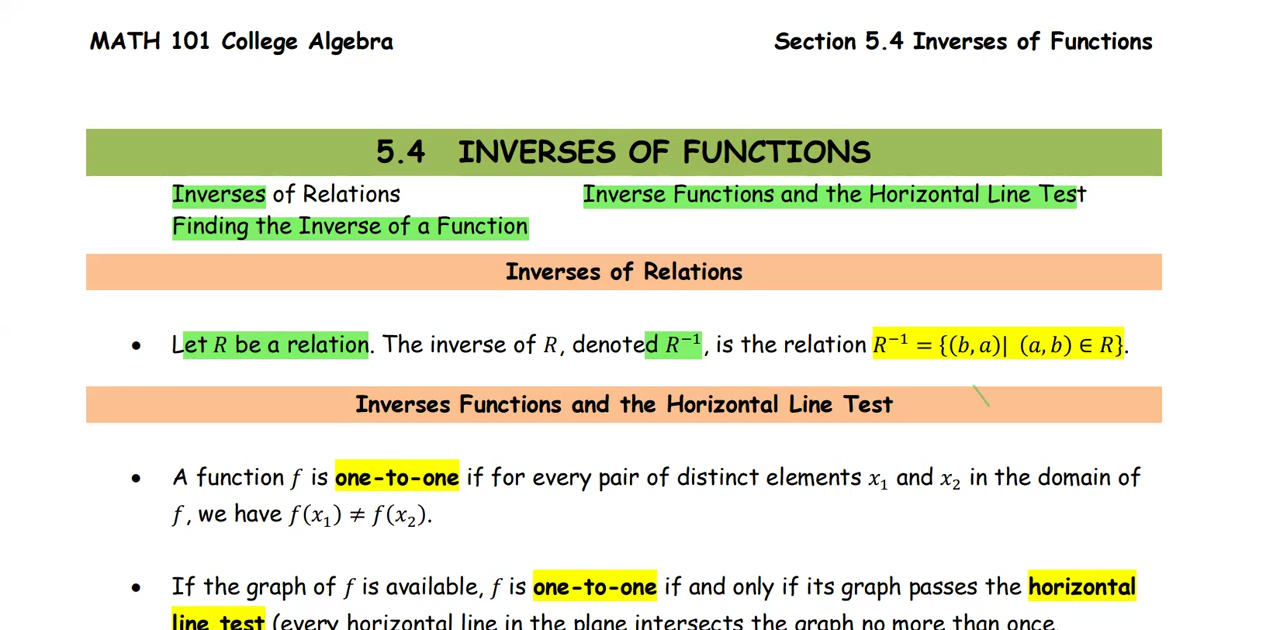 MATH 101 College Algebra Section 5.4 Inverses of Functions
5.4 INVERSES OF FUNCTIONS
Inverses of Relations Inverse Functions and the Horizontal Line Test
Finding the Inverse of a Function
Inverses of Relations
• Let R be a relation. The inverse of R, denoted R⁻¹, is the relation R⁻¹ = {(b, a)| (a, b) ∈ R}.
Inverses Functions and the Horizontal Line Test
• A function f is one-to-one if for every pair of distinct elements x₁ and x₂ in the domain of
f, we have f(x₁) ≠ f(x₂).
• If the graph of f is available, f is one-to-one if and only if its graph passes the horizontal
line test (every horizontal line in the plane intersects the graph no more than once